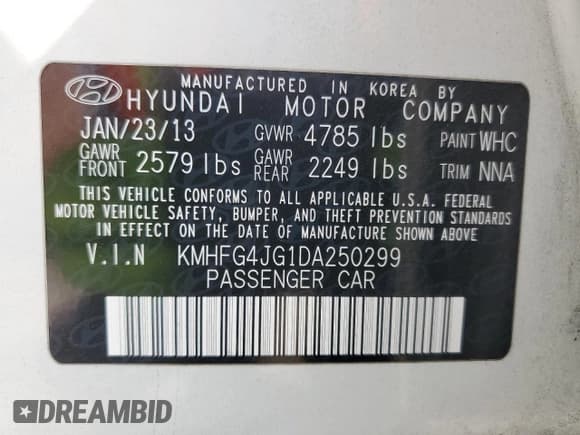 MANUFACTURED IN KOREA BY
HYUNDAI MOTOR COMPANY
JAN/23/13 GVWR 4785 lbs PAINT WHC
GAWR FRONT 2579 lbs GAWR REAR 2249 lbs TRIM NNA
THIS VEHICLE CONFORMS TO ALL APPLICABLE U.S.A. FEDERAL
MOTOR VEHICLE SAFETY, BUMPER, AND THEFT PREVENTION STANDARDS
IN EFFECT ON THE DATE OF MANUFACTURE SHOWN ABOVE.
V.I.N KMHFG4JG1DA250299
PASSENGER CAR
DREAMBID